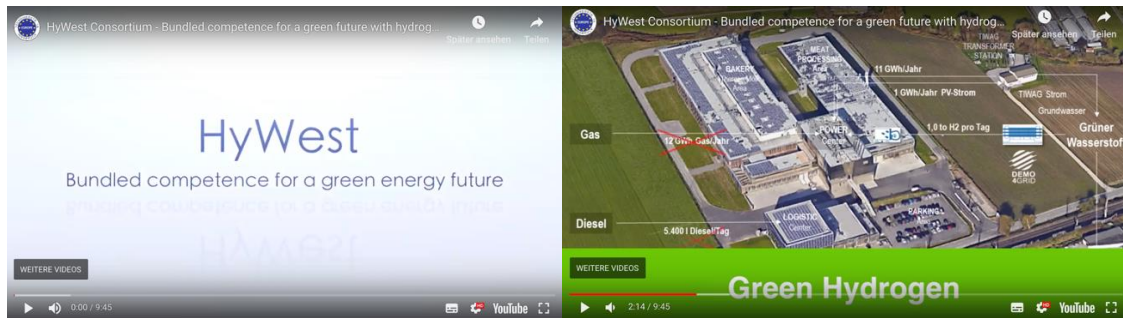 HyWest Consortium - Bundled competence for a green future with hydrog...
Später ansehen
Teilen
HyWest
Bundled competence for a green energy future
WEITERE VIDEOS
0:00 / 9:45
YouTube
HyWest Consortium - Bundled competence for a green future with hydrog...
Später ansehen
Teilen
TIWAG
TRANSFORMER
STATION
MEAT
PROCESSING
Area
BAKERY
Area
11 GWh/Jahr
1 GWh/Jahr PV-Strom
TIWAG Strom
Grundwasser
Gas
12 GWh Gas/Jahr
POWER
Center
1,0 to H2 pro Tag
Grüner
Wasserstof
DEMO
4GRID
Diesel
5.400 l Diesel/Tag
LOGISTIC
Center
PARKING
WEITERE VIDEOS
Green Hydrogen
2:14 / 9:45
YouTube